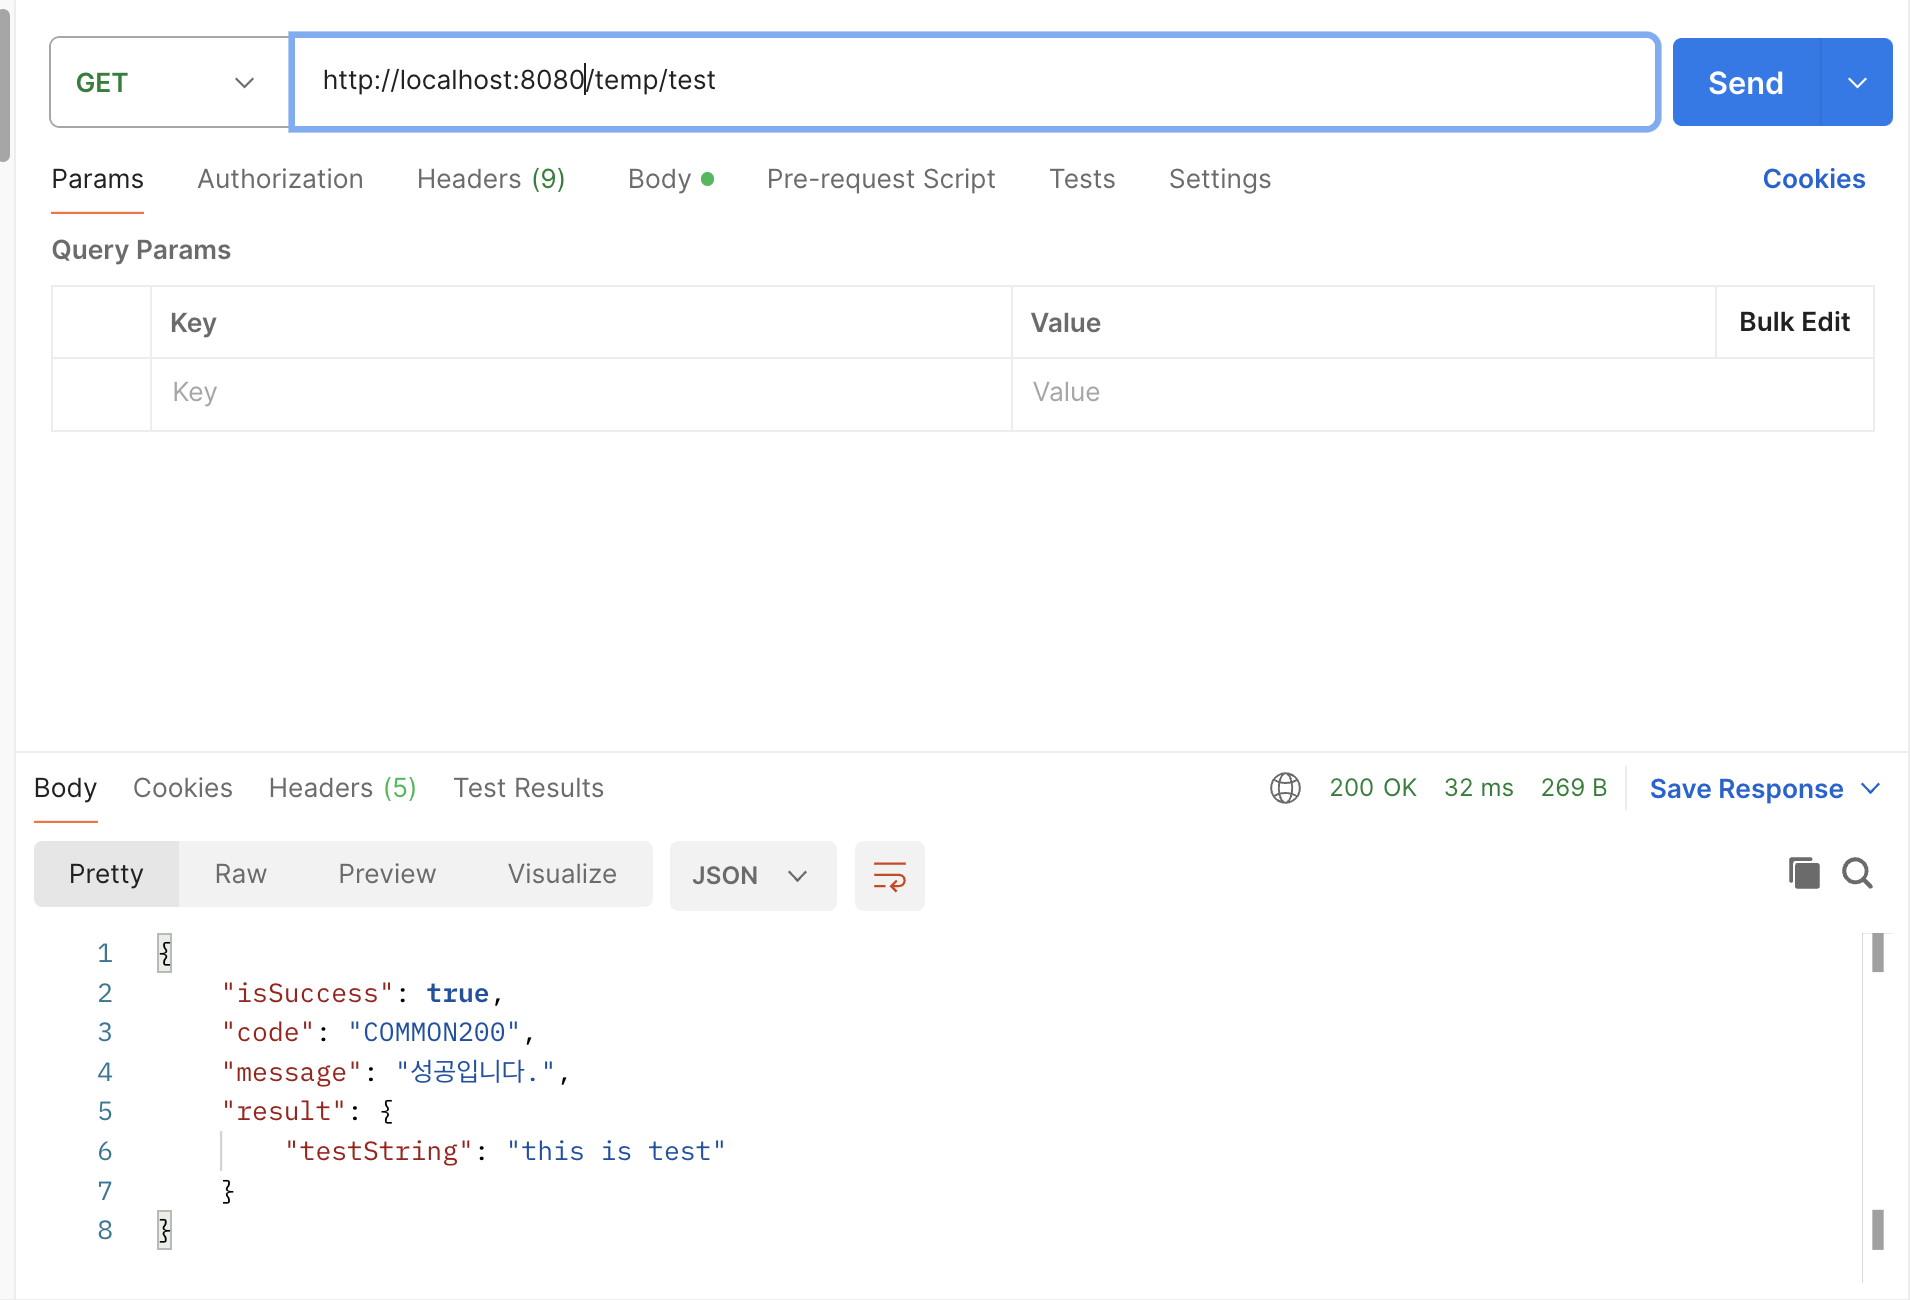 GET http://localhost:8080/temp/test Send
Params Authorization Headers (9) Body Pre-request Script Tests Settings Cookies
Query Params
Key Value Bulk Edit
Key Value
Body Cookies Headers (5) Test Results 200 OK 32 ms 269 B Save Response
Pretty Raw Preview Visualize JSON
1 {
2 "isSuccess": true,
3 "code": "COMMON200",
4 "message": "성공입니다.",
5 "result": {
6 "testString": "this is test"
7 }
8 }